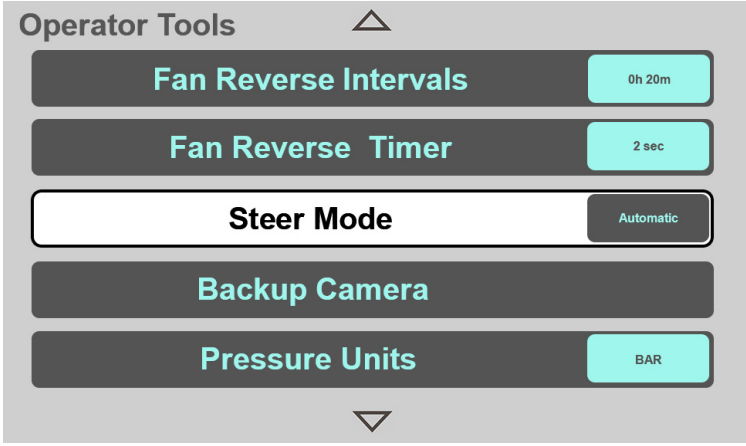 Operator Tools
Fan Reverse Intervals 0h 20m
Fan Reverse Timer 2 sec
Steer Mode Automatic
Backup Camera
Pressure Units BAR